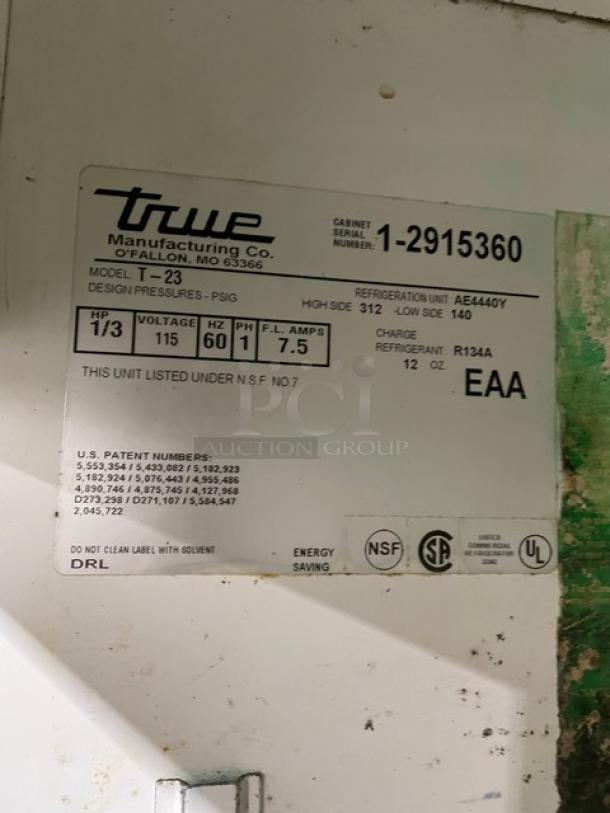 true
Manufacturing Co.
O'FALLON, MO 63366
CABINET
SERIAL
NUMBER: 1-2915360
MODEL: T-23
DESIGN PRESSURES - PSIG
REFRIGERATION UNIT AE4440Y
HIGH SIDE 312 -LOW SIDE 140
HP VOLTAGE HZ PH F.L. AMPS
1/3 115 60 1 7.5
CHARGE
REFRIGERANT: R134A
12 OZ.
EAA
THIS UNIT LISTED UNDER N.S.F. NO.7
PCI
AUCTION GROUP
U.S. PATENT NUMBERS:
5,553,354 / 5,433,082 / 5,182,923
5,182,924 / 5,076,443 / 4,955,486
4,890,746 / 4,875,745 / 4,127,968
D273,298 / D271,107 / 5,584,547
2,045,722
DO NOT CLEAN LABEL WITH SOLVENT
DRL
ENERGY
SAVING
NSF
SA
LISTED
COMMERCIAL
REFRIGERATOR
UL